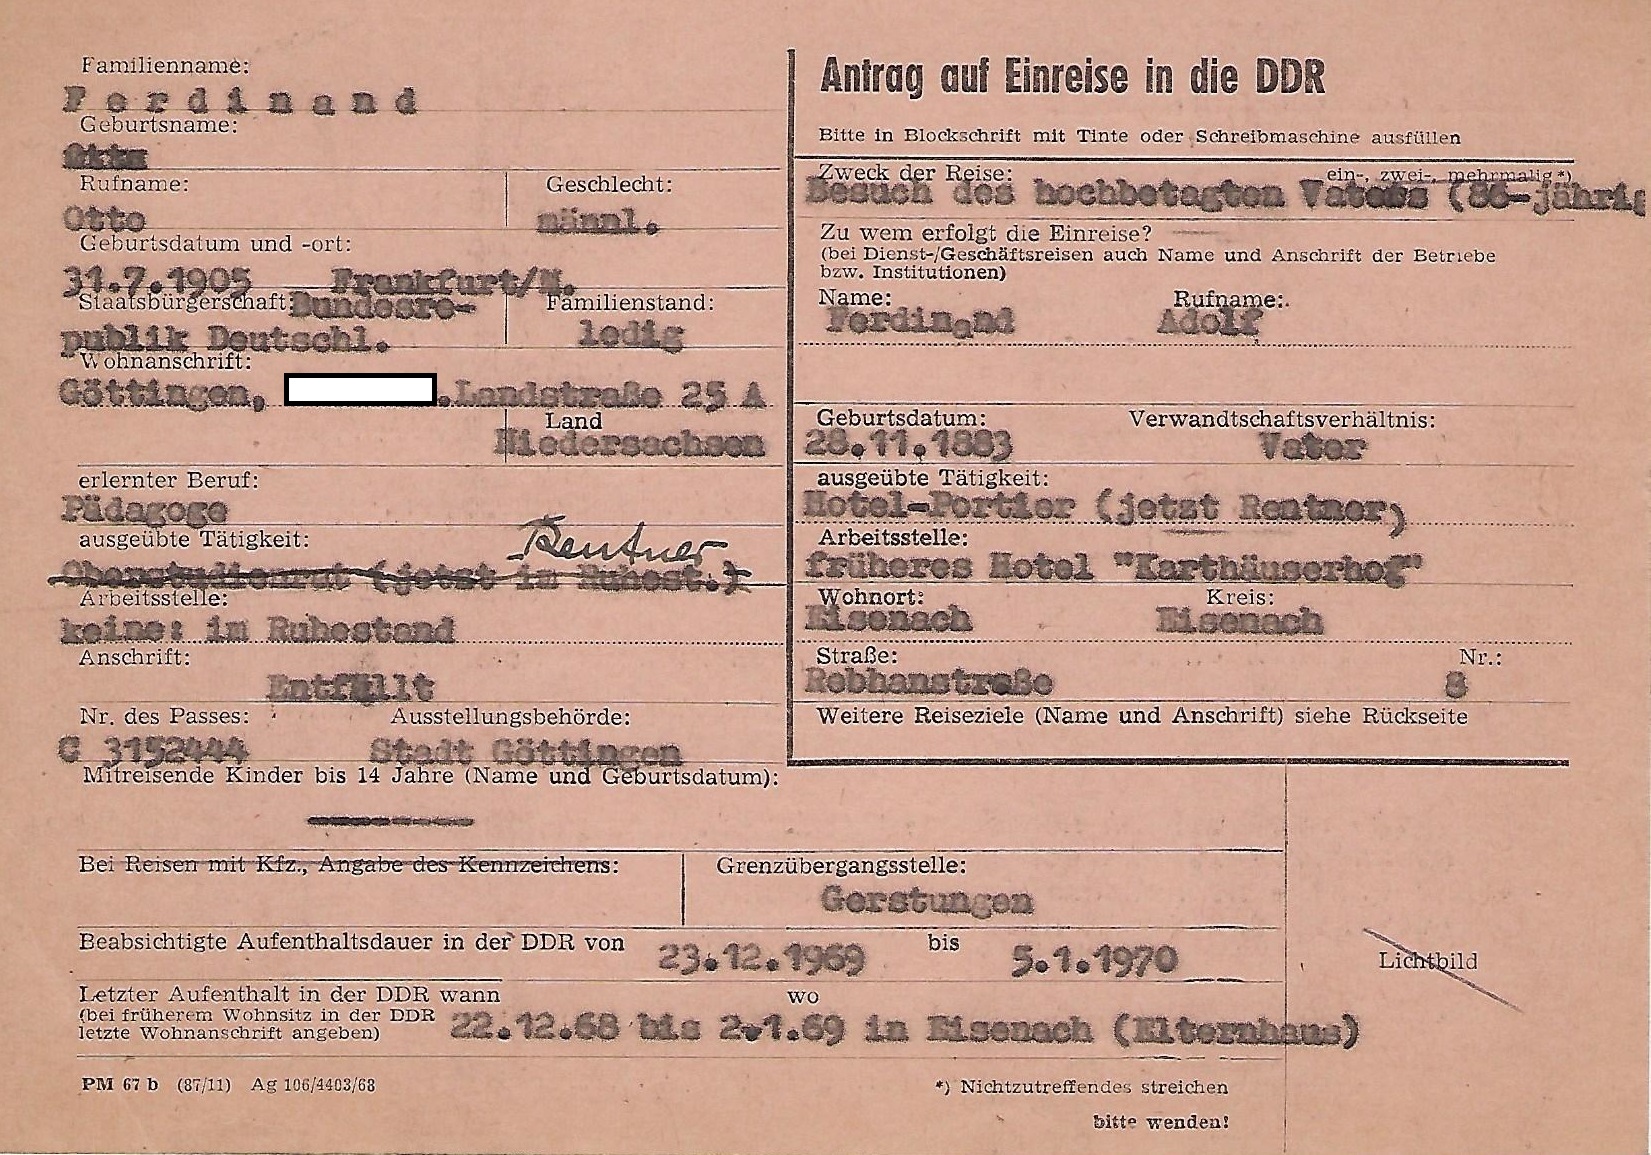 Familienname:
Ferdinand
Geburtsname:
Rufname: Geschlecht:
Otto männl.
Geburtsdatum und -ort:
31.7.1905 Frankfurt/M.
Staatsbürgerschaft: Bundesre- Familienstand:
publik Deutschl. ledig
Wohnanschrift:
Göttingen, .Landstraße 25 A
Land
Niedersachsen
erlernter Beruf:
Pädagoge
ausgeübte Tätigkeit: Rentner
Oberstudienrat (jetzt im Ruhest.)
Arbeitsstelle:
keine: im Ruhestand
Anschrift:
Entfällt
Nr. des Passes: Ausstellungsbehörde:
C 3152444 Stadt Göttingen
Mitreisende Kinder bis 14 Jahre (Name und Geburtsdatum):
Antrag auf Einreise in die DDR
Bitte in Blockschrift mit Tinte oder Schreibmaschine ausfüllen
Zweck der Reise: ein-, zwei-, mehrmalig *)
Besuch des hochbetagten Vaters (86-jährig
Zu wem erfolgt die Einreise?
(bei Dienst-/Geschäftsreisen auch Name und Anschrift der Betriebe
bzw. Institutionen)
Name: Rufname:
Ferdinand Adolf
Geburtsdatum: Verwandtschaftsverhältnis:
28.11.1883 Vater
ausgeübte Tätigkeit:
Hotel-Portier (jetzt Rentner)
Arbeitsstelle:
früheres Hotel "Karthäuserhof"
Wohnort: Kreis:
Eisenach Eisenach
Straße: Nr.:
Rebhanstraße 8
Weitere Reiseziele (Name und Anschrift) siehe Rückseite
Bei Reisen mit Kfz., Angabe des Kennzeichens: Grenzübergangsstelle:
Gerstungen
Beabsichtigte Aufenthaltsdauer in der DDR von 23.12.1969 bis 5.1.1970
Lichtbild
Letzter Aufenthalt in der DDR wann wo
(bei früherem Wohnsitz in der DDR
letzte Wohnanschrift angeben) 22.12.68 bis 2.1.69 in Eisenach (Elternhaus)
PM 67 b (87/11) Ag 106/4403/68 *) Nichtzutreffendes streichen
bitte wenden!